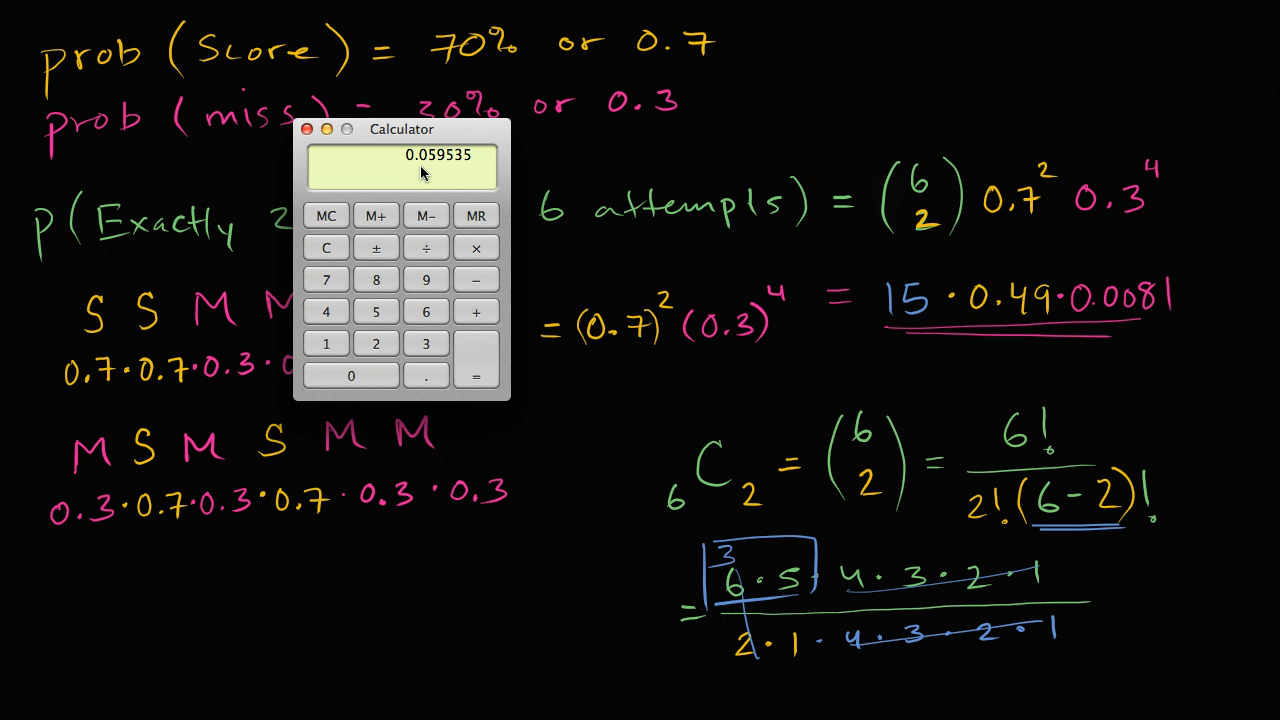 prob (Score) = 70% or 0.7
prob (miss) = 30% or 0.3
Calculator
0.059535
MC M+ M- MR
C ± ÷ ×
7 8 9 −
4 5 6 +
1 2 3
0 . =
P(Exactly 2 6 attempts) = (6 2) 0.7² 0.3⁴
S S M M = (0.7)² (0.3)⁴ = 15 · 0.49 · 0.0081
0.7 · 0.7 · 0.3 · 0
M S M S M M
0.3 · 0.7 · 0.3 · 0.7 · 0.3 · 0.3
₆C₂ = (6 2) = 6! / 2!(6-2)!
3
= 6 · 5 · 4 · 3 · 2 · 1
2 · 1 · 4 · 3 · 2 · 1